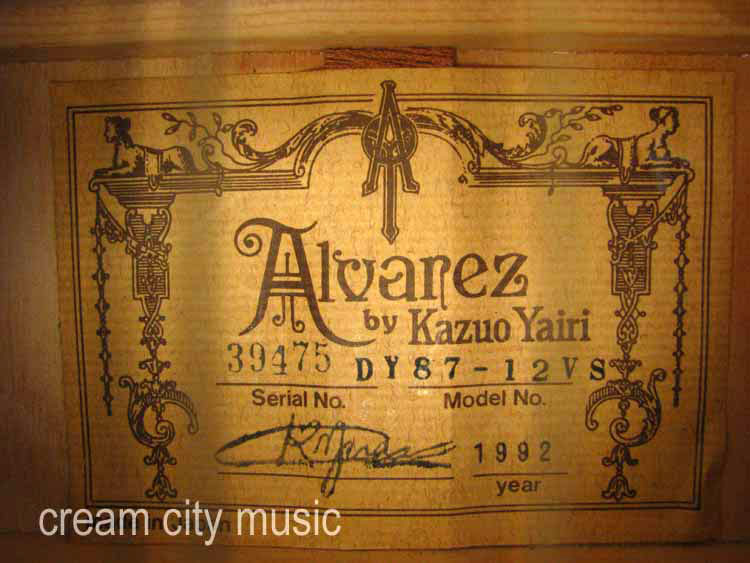 Alvarez
by Kazuo Yairi
39475 DY87-12VS
Serial No. Model No.
1992
year
cream city music